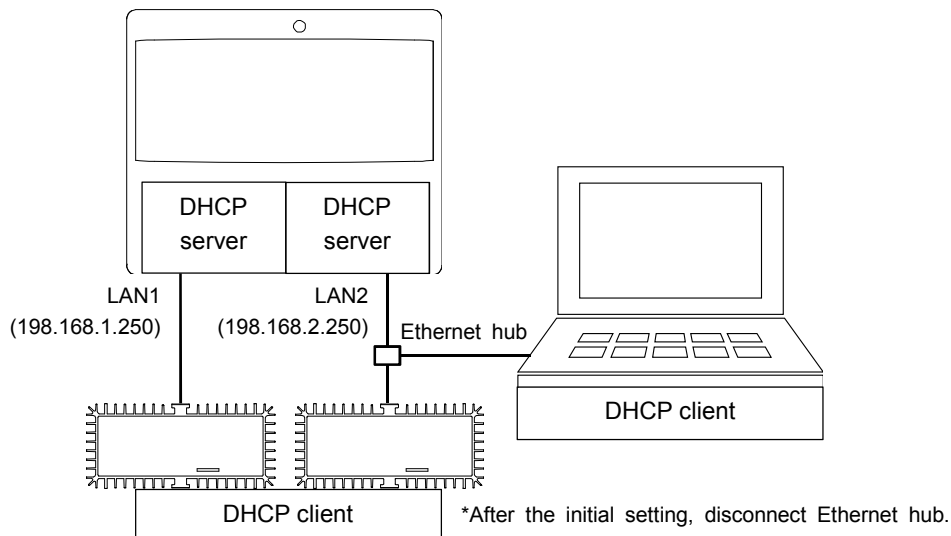 DHCP
server
DHCP
server
LAN1
(198.168.1.250)
LAN2
(198.168.2.250)
Ethernet hub
DHCP client
DHCP client
*After the initial setting, disconnect Ethernet hub.